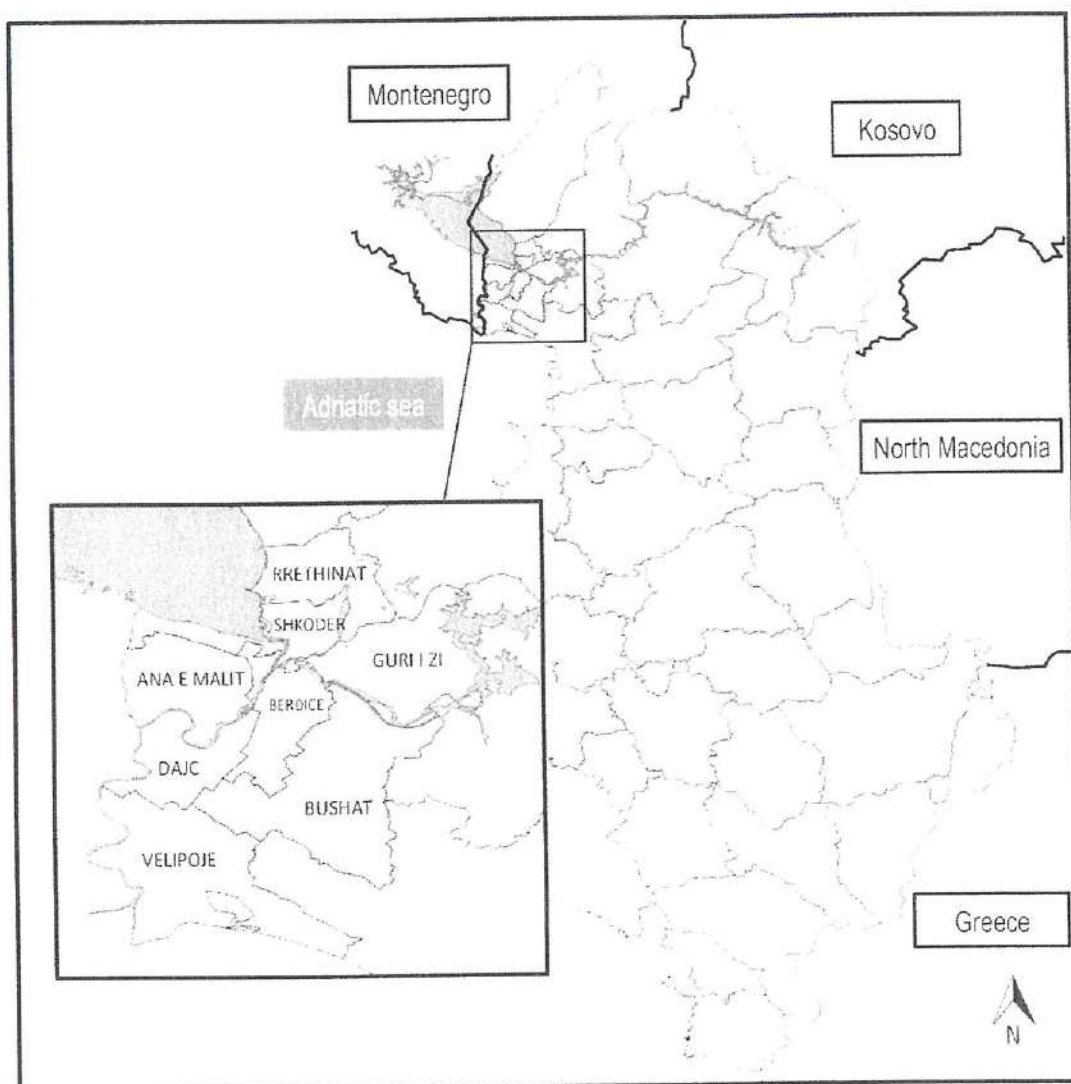 Montenegro
Kosovo
Adriatic sea
North Macedonia
RRETHINAT
SHKODER
GURI I ZI
ANA E MALIT
BERDICE
DAJC
BUSHAT
VELIPOJE
Greece
N